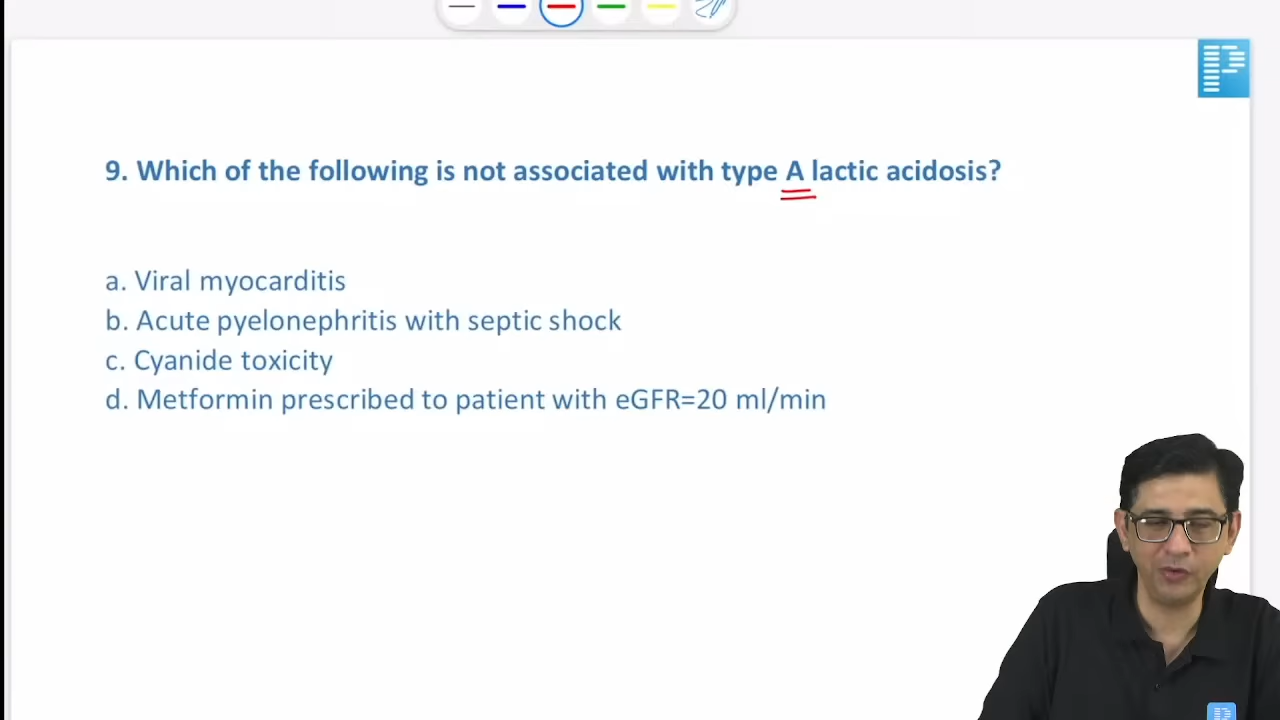 9. Which of the following is not associated with type A lactic acidosis?
a. Viral myocarditis
b. Acute pyelonephritis with septic shock
c. Cyanide toxicity
d. Metformin prescribed to patient with eGFR=20 ml/min